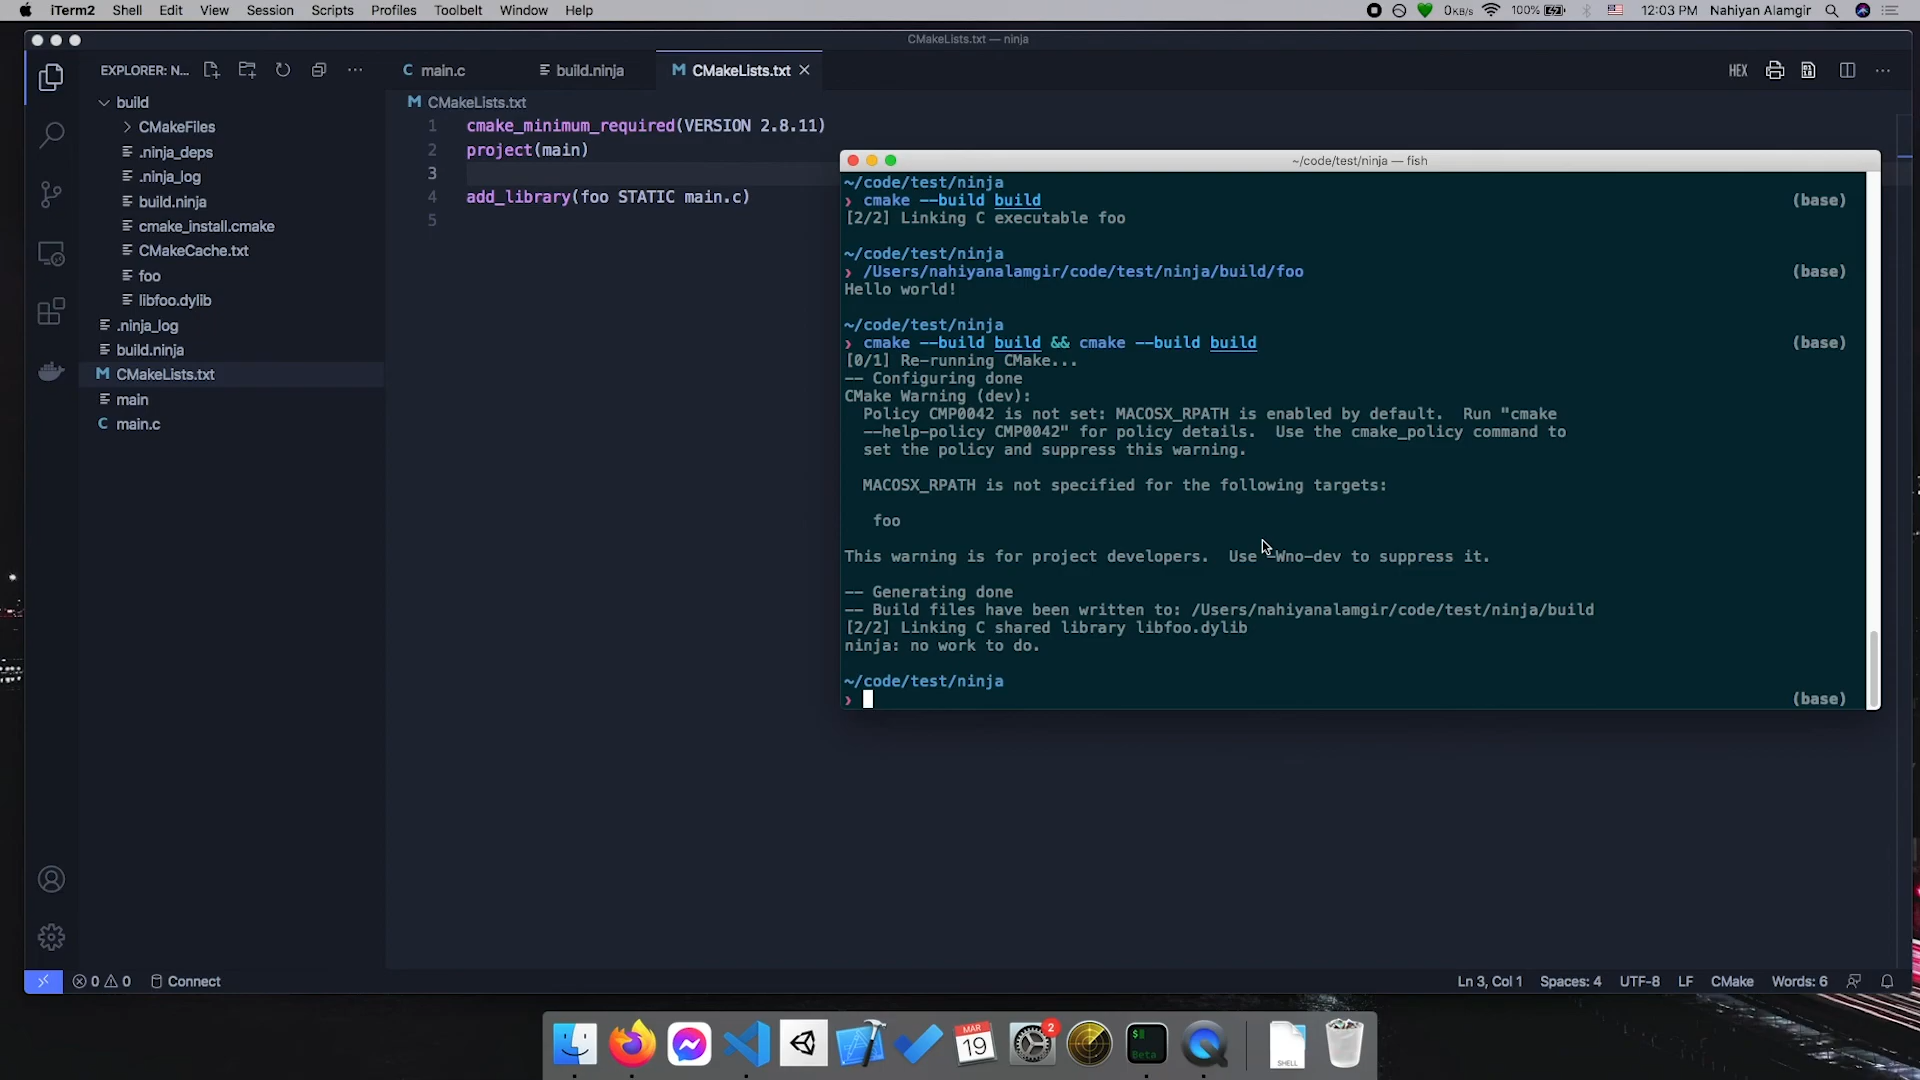 iTerm2 Shell Edit View Session Scripts Profiles Toolbelt Window Help 0KB/s 100% 12:03 PM Nahiyan Alamgir
CMakeLists.txt — ninja
EXPLORER: N... ···
C main.c build.ninja M CMakeLists.txt HEX
M CMakeLists.txt
build
CMakeFiles
.ninja_deps
.ninja_log
build.ninja
cmake_install.cmake
CMakeCache.txt
foo
libfoo.dylib
.ninja_log
build.ninja
M CMakeLists.txt
main
C main.c
1 cmake_minimum_required(VERSION 2.8.11)
2 project(main)
3
4 add_library(foo STATIC main.c)
5
~/code/test/ninja — fish
~/code/test/ninja
❯ cmake --build build (base)
[2/2] Linking C executable foo
~/code/test/ninja
❯ /Users/nahiyanalamgir/code/test/ninja/build/foo (base)
Hello world!
~/code/test/ninja
❯ cmake --build build && cmake --build build (base)
[0/1] Re-running CMake...
-- Configuring done
CMake Warning (dev):
Policy CMP0042 is not set: MACOSX_RPATH is enabled by default. Run "cmake
--help-policy CMP0042" for policy details. Use the cmake_policy command to
set the policy and suppress this warning.
MACOSX_RPATH is not specified for the following targets:
foo
This warning is for project developers. Use -Wno-dev to suppress it.
-- Generating done
-- Build files have been written to: /Users/nahiyanalamgir/code/test/ninja/build
[2/2] Linking C shared library libfoo.dylib
ninja: no work to do.
~/code/test/ninja
❯ (base)
0 0 Connect Ln 3, Col 1 Spaces: 4 UTF-8 LF CMake Words: 6
MAR
19
2
$
Beta
SHELL